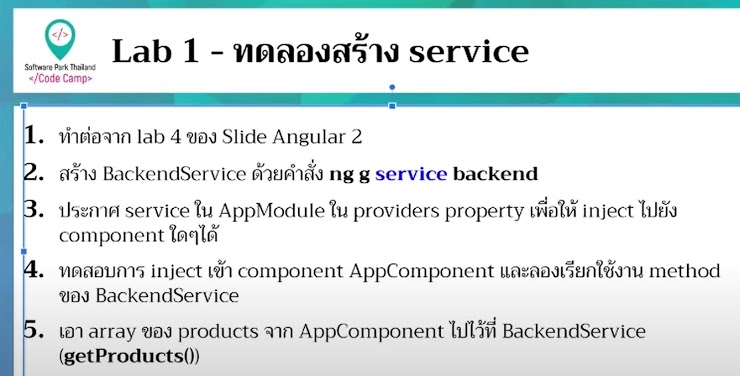 Software Park Thailand
</Code Camp>
Lab 1 - ทดลองสร้าง service
1. ทำต่อจาก lab 4 ของ Slide Angular 2
2. สร้าง BackendService ด้วยคำสั่ง ng g service backend
3. ประกาศ service ใน AppModule ใน providers property เพื่อให้ inject ไปยัง
component ใดๆได้
4. ทดสอบการ inject เข้า component AppComponent และลองเรียกใช้งาน method
ของ BackendService
5. เอา array ของ products จาก AppComponent ไปไว้ที่ BackendService
(getProducts())